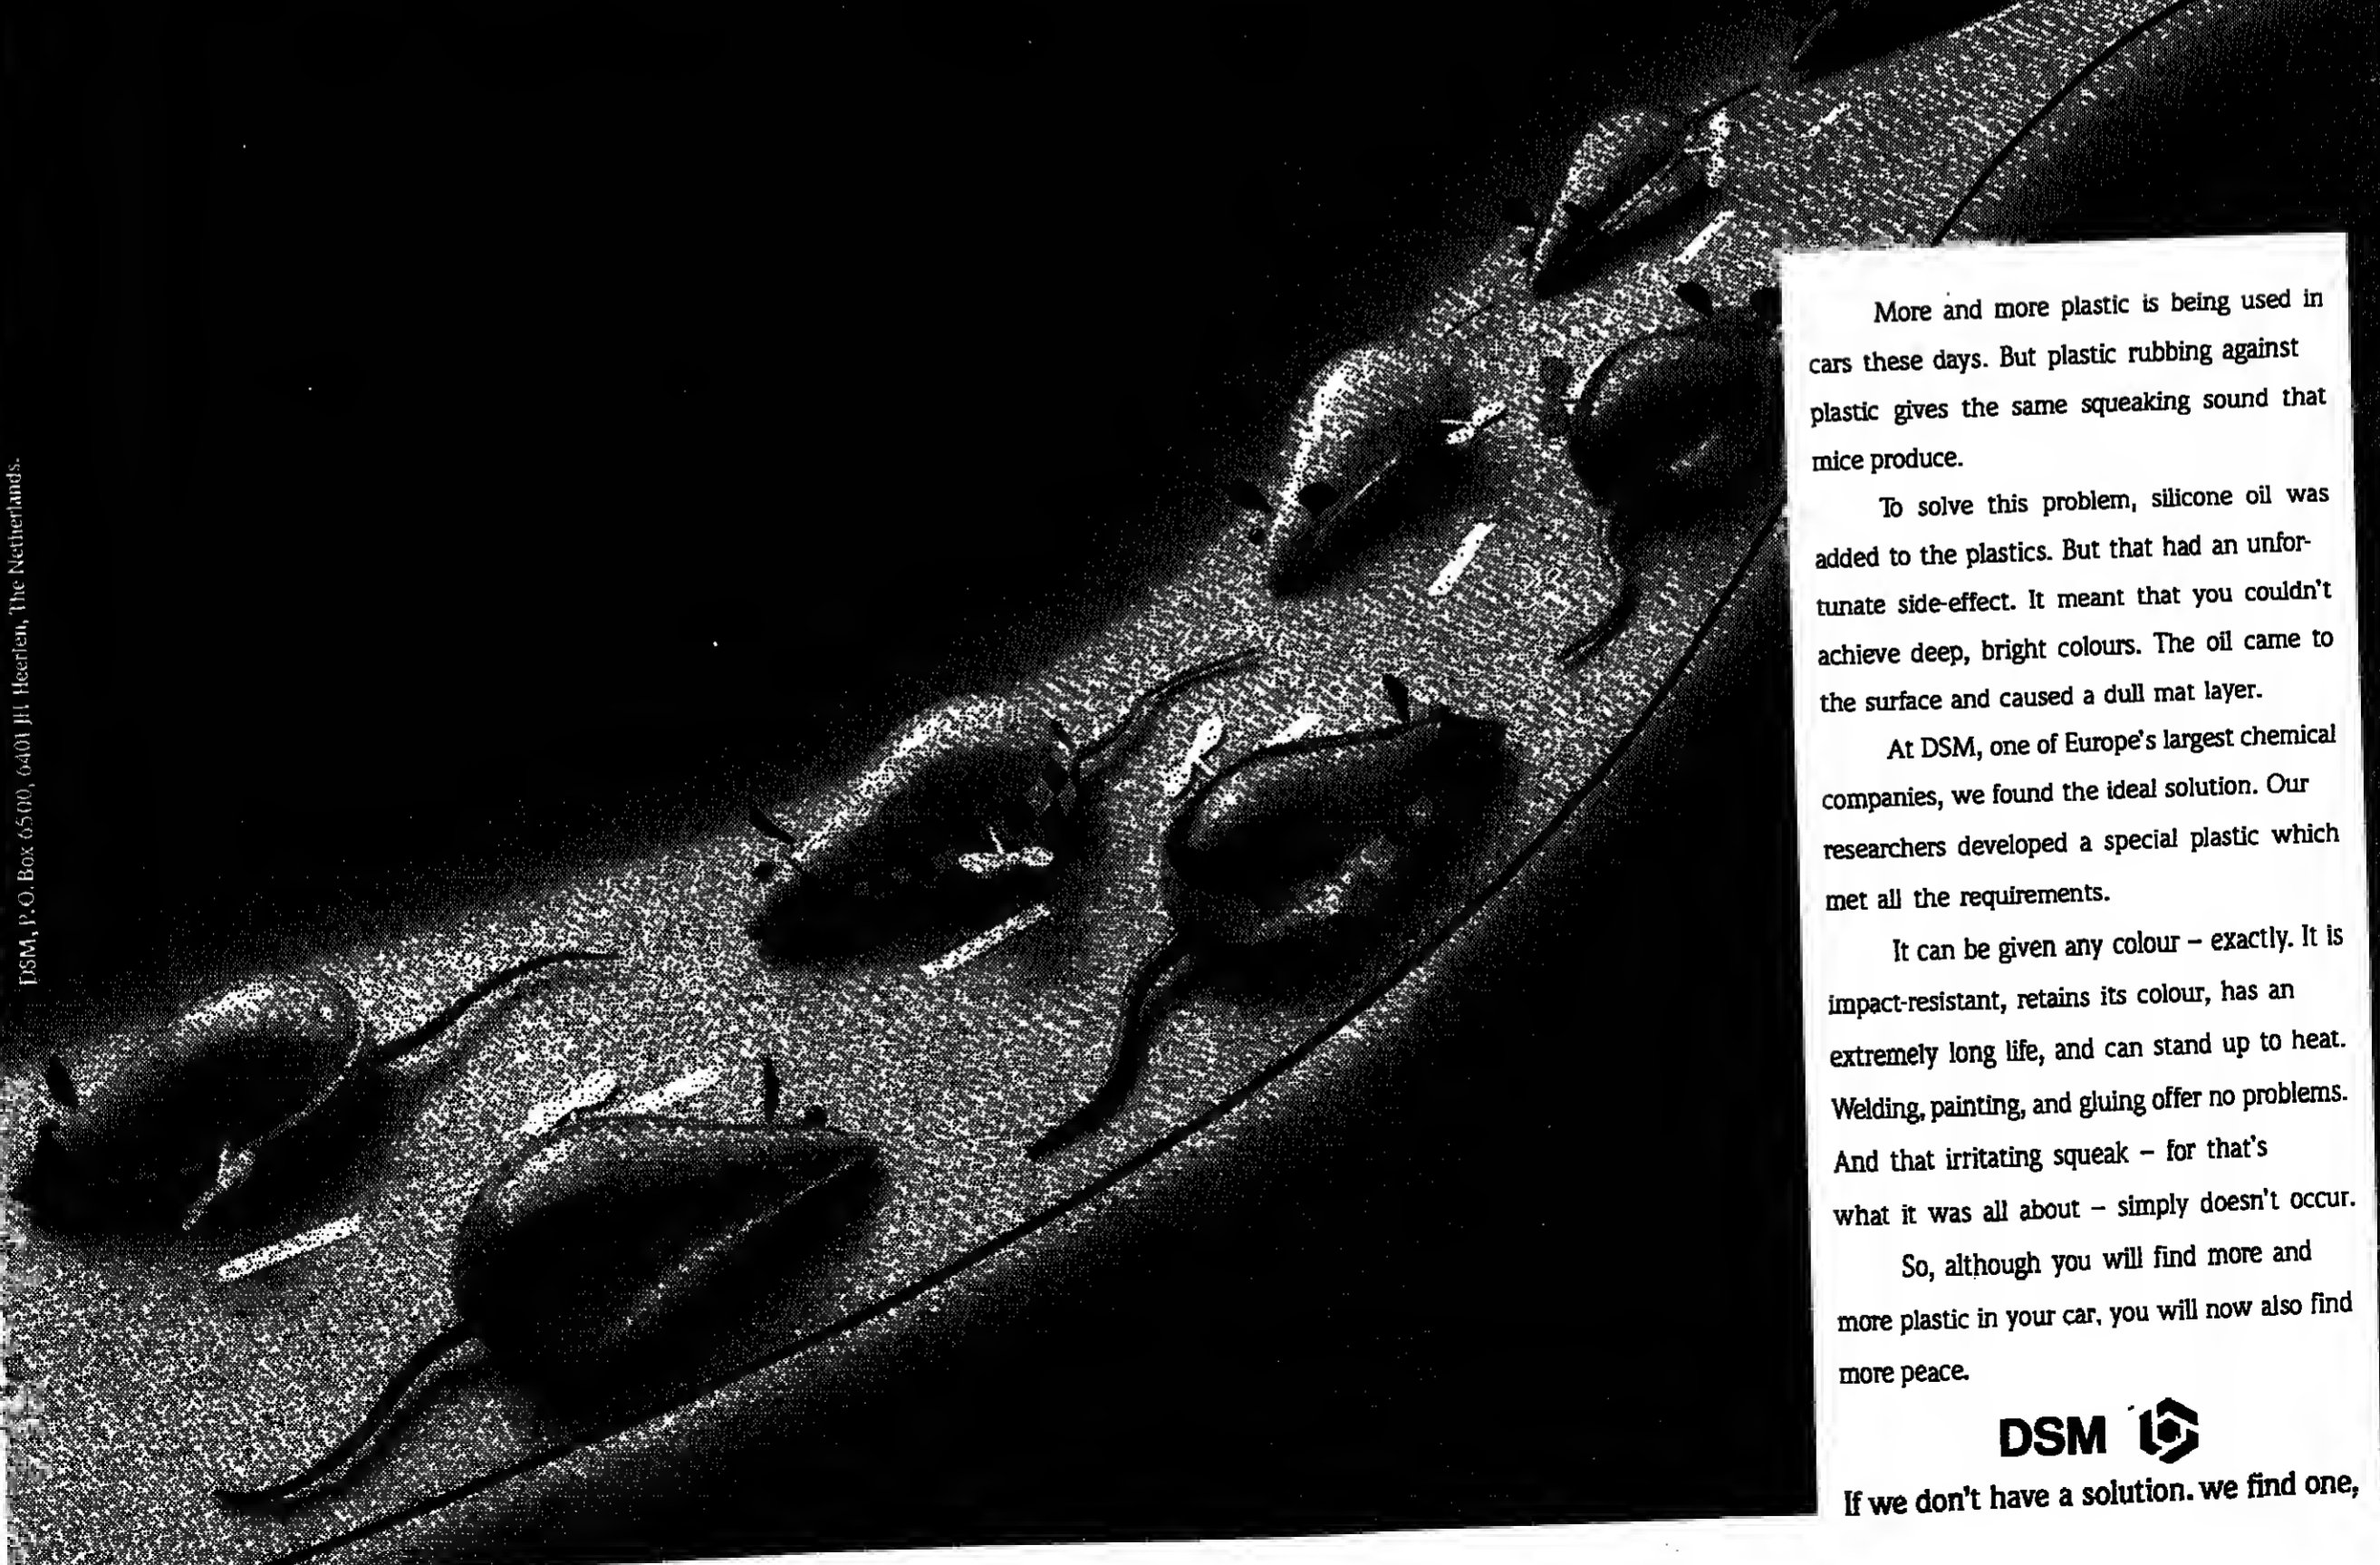 DSM, P.O. Box 6500, 6401 JH Heerlen, The Netherlands.
More and more plastic is being used in
cars these days. But plastic rubbing against
plastic gives the same squeaking sound that
mice produce.
To solve this problem, silicone oil was
added to the plastics. But that had an unfor-
tunate side-effect. It meant that you couldn't
achieve deep, bright colours. The oil came to
the surface and caused a dull mat layer.
At DSM, one of Europe's largest chemical
companies, we found the ideal solution. Our
researchers developed a special plastic which
met all the requirements.
It can be given any colour – exactly. It is
impact-resistant, retains its colour, has an
extremely long life, and can stand up to heat.
Welding, painting, and gluing offer no problems.
And that irritating squeak – for that's
what it was all about – simply doesn't occur.
So, although you will find more and
more plastic in your car, you will now also find
more peace.
DSM
If we don't have a solution. we find one,